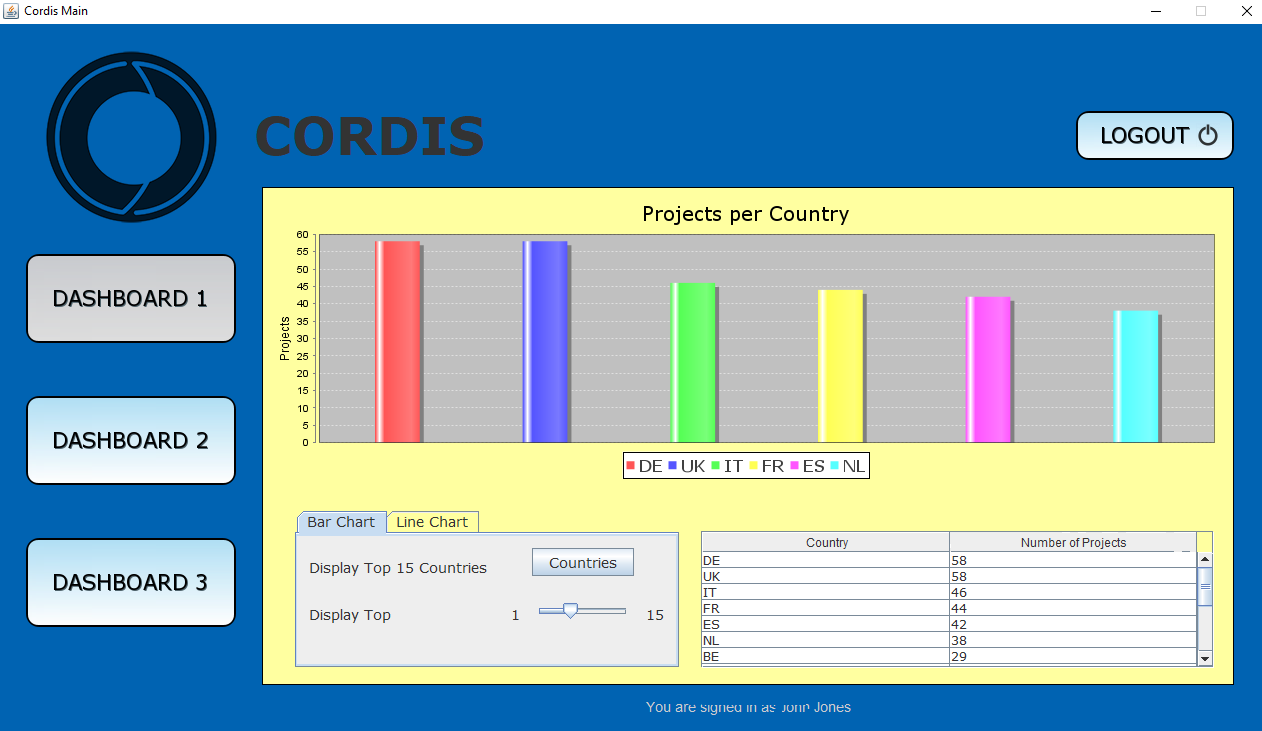 Cordis Main
CORDIS
LOGOUT
DASHBOARD 1
DASHBOARD 2
DASHBOARD 3
Projects per Country
Projects
60
55
50
45
40
35
30
25
20
15
10
5
0
DE UK IT FR ES NL
Bar Chart Line Chart
Display Top 15 Countries Countries
Display Top 1 15
Country Number of Projects
DE 58
UK 58
IT 46
FR 44
ES 42
NL 38
BE 29
You are signed in as John Jones